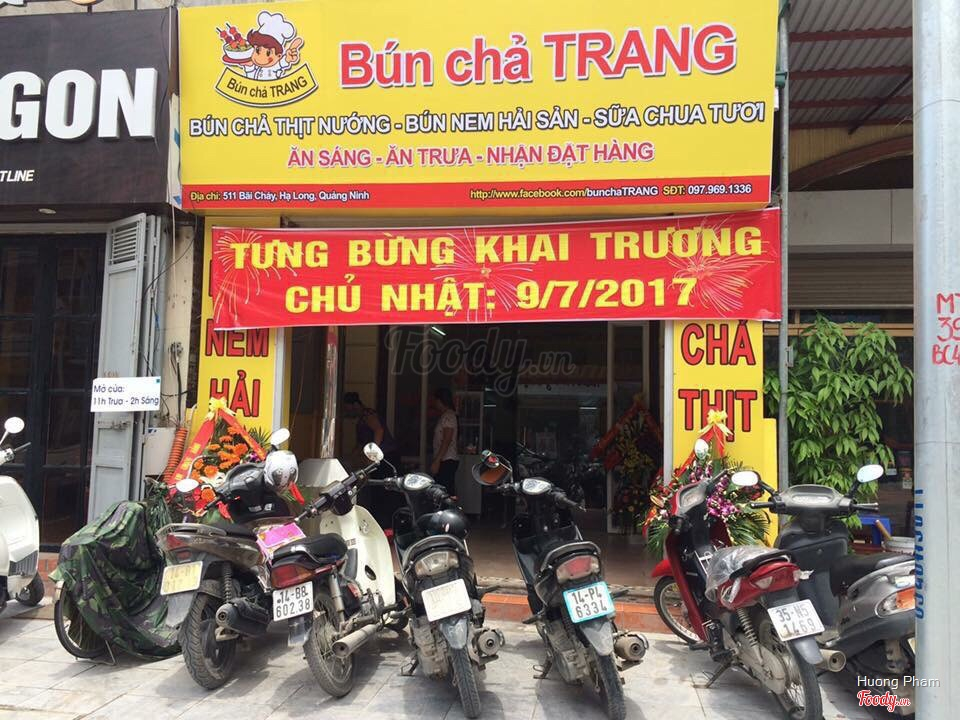 Bún chả TRANG
Bún chả TRANG
BÚN CHẢ THỊT NƯỚNG - BÚN NEM HẢI SẢN - SỮA CHUA TƯƠI
ĂN SÁNG - ĂN TRƯA - NHẬN ĐẶT HÀNG
Địa chỉ: 511 Bãi Cháy, Hạ Long, Quảng Ninh
http://www.facebook.com/bunchaTRANG SĐT: 097.969.1336
GON
TLINE
TƯNG BỪNG KHAI TRƯƠNG
CHỦ NHẬT: 9/7/2017
NEM
HẢI
CHẢ
THỊT
Mở cửa:
11h Trưa - 2h Sáng
Foody.vn
14-B8
602.38
14-P4
6334
35-N5
1469
Huong Pham
Foody.vn